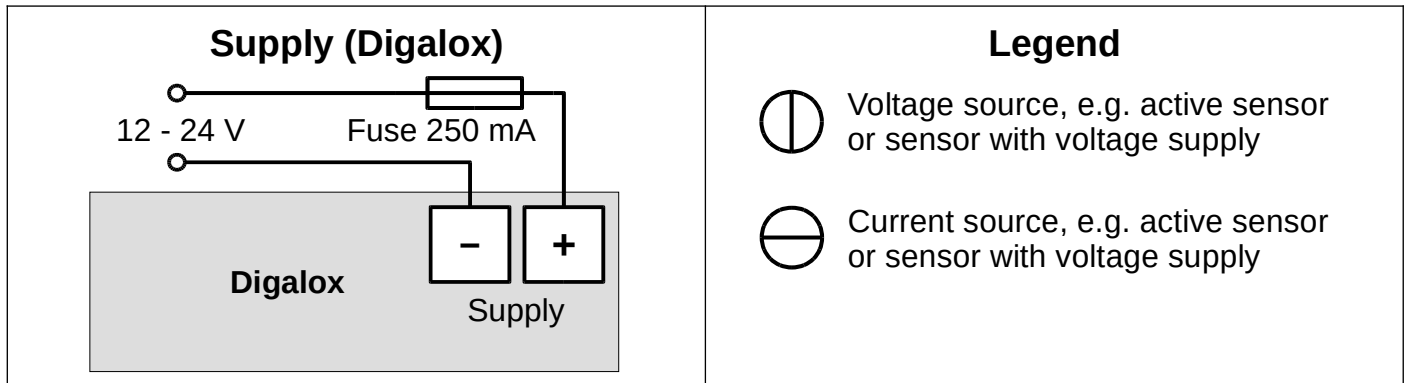 Supply (Digalox)
12 - 24 V
Fuse 250 mA
– +
Digalox
Supply
Legend
Voltage source, e.g. active sensor
or sensor with voltage supply
Current source, e.g. active sensor
or sensor with voltage supply